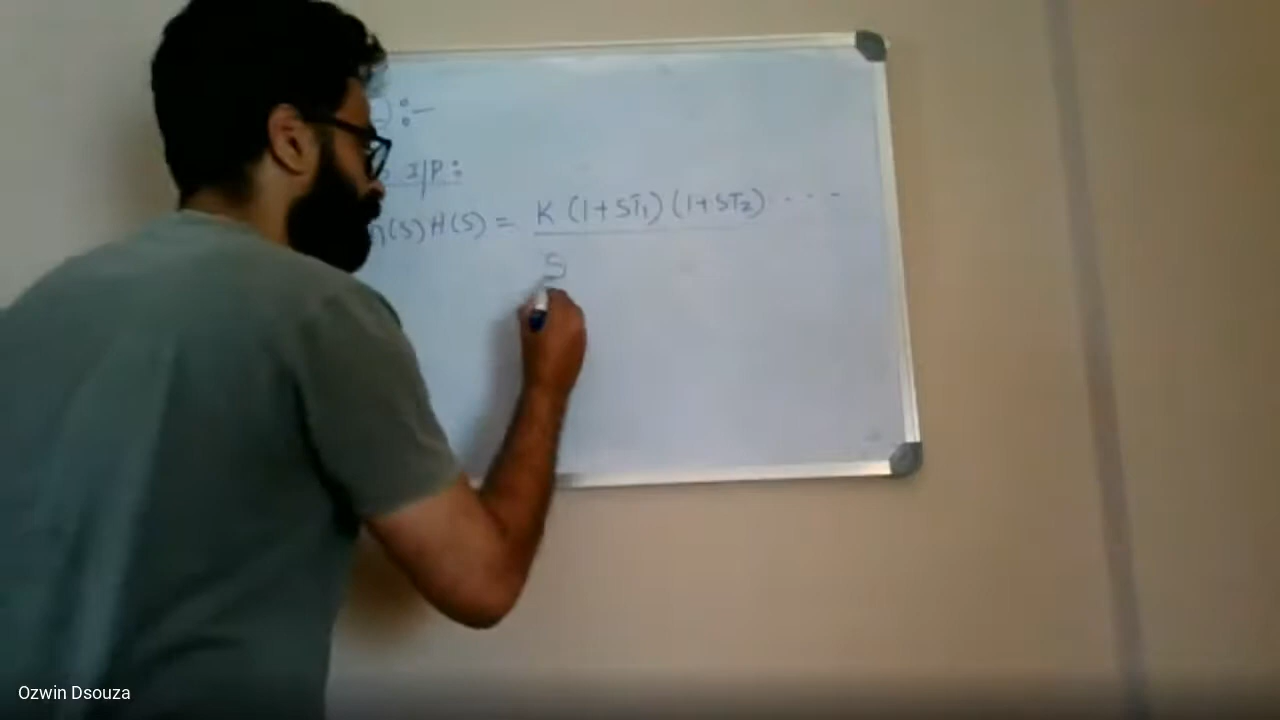 :-
I/P:
(S)H(S) = K(1+ST₁)(1+ST₂)----
S
Ozwin Dsouza